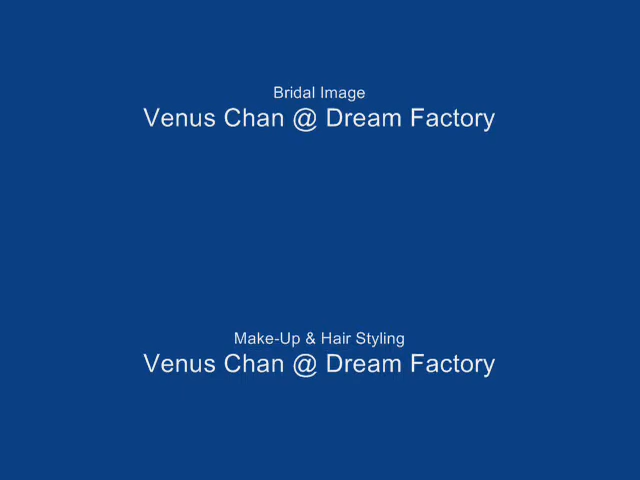 Bridal Image
Venus Chan @ Dream Factory
Make-Up & Hair Styling
Venus Chan @ Dream Factory